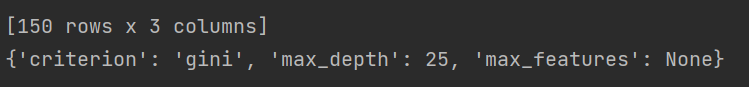 [150 rows x 3 columns]
{'criterion': 'gini', 'max_depth': 25, 'max_features': None}